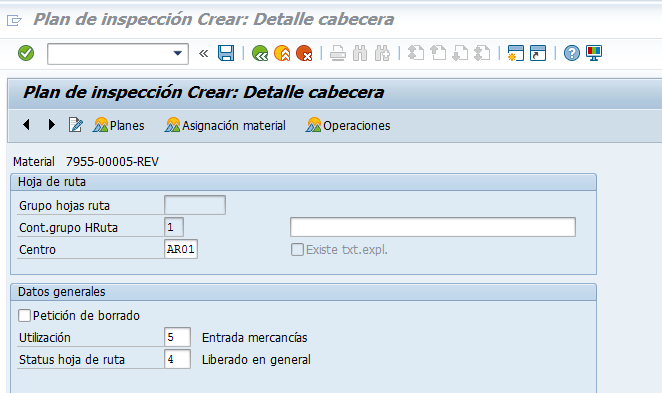 Plan de inspección Crear: Detalle cabecera
Plan de inspección Crear: Detalle cabecera
Planes Asignación material Operaciones
Material 7955-00005-REV
Hoja de ruta
Grupo hojas ruta
Cont.grupo HRuta 1
Centro AR01 Existe txt.expl.
Datos generales
Petición de borrado
Utilización 5 Entrada mercancías
Status hoja de ruta 4 Liberado en general